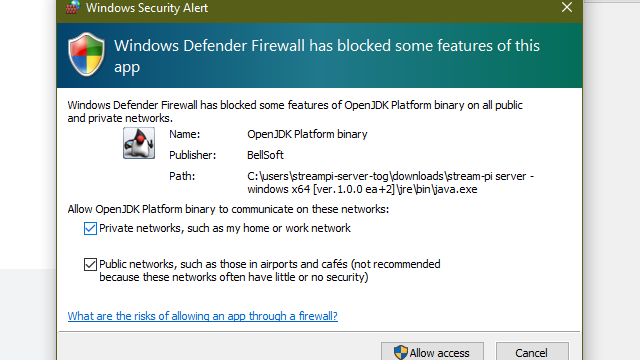 Windows Security Alert
Windows Defender Firewall has blocked some features of this
app
Windows Defender Firewall has blocked some features of OpenJDK Platform binary on all public
and private networks.
Name: OpenJDK Platform binary
Publisher: BellSoft
Path: C:\users\streampi-server-tog\downloads\stream-pi server -
windows x64 [ver.1.0.0 ea+2]\jre\bin\java.exe
Allow OpenJDK Platform binary to communicate on these networks:
Private networks, such as my home or work network
Public networks, such as those in airports and cafés (not recommended
because these networks often have little or no security)
What are the risks of allowing an app through a firewall?
Allow access Cancel